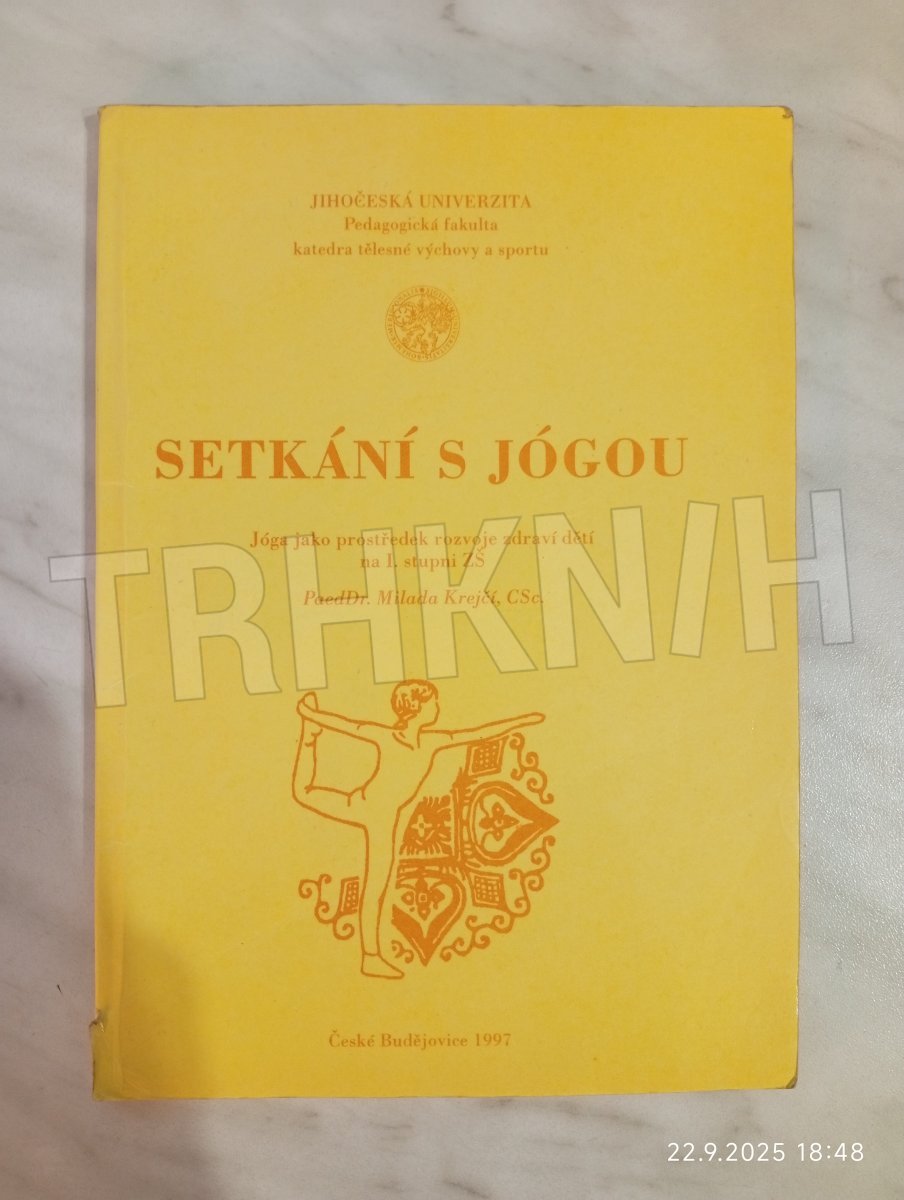 JIHOČESKÁ UNIVERZITA
Pedagogická fakulta
katedra tělesné výchovy a sportu
SETKÁNÍ S JÓGOU
Jóga jako prostředek rozvoje zdraví dětí
na I. stupni ZŠ
PaedDr. Milada Krejčí, CSc.
TRHKNIH
České Budějovice 1997
22.9.2025 18:48